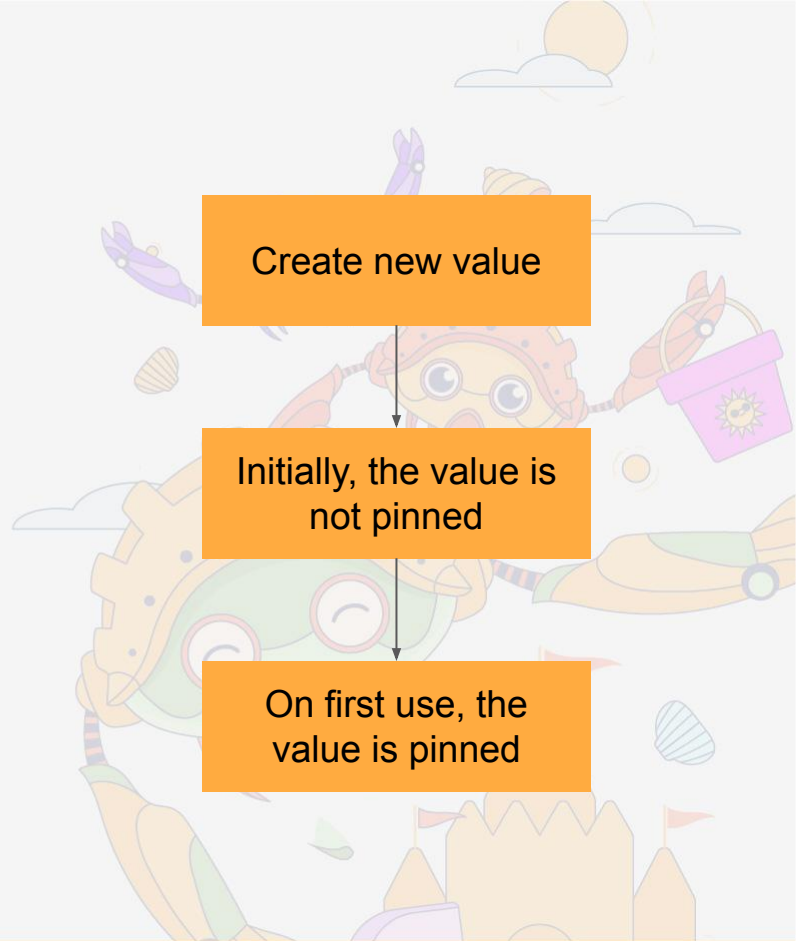 Create new value
Initially, the value is
not pinned
On first use, the
value is pinned